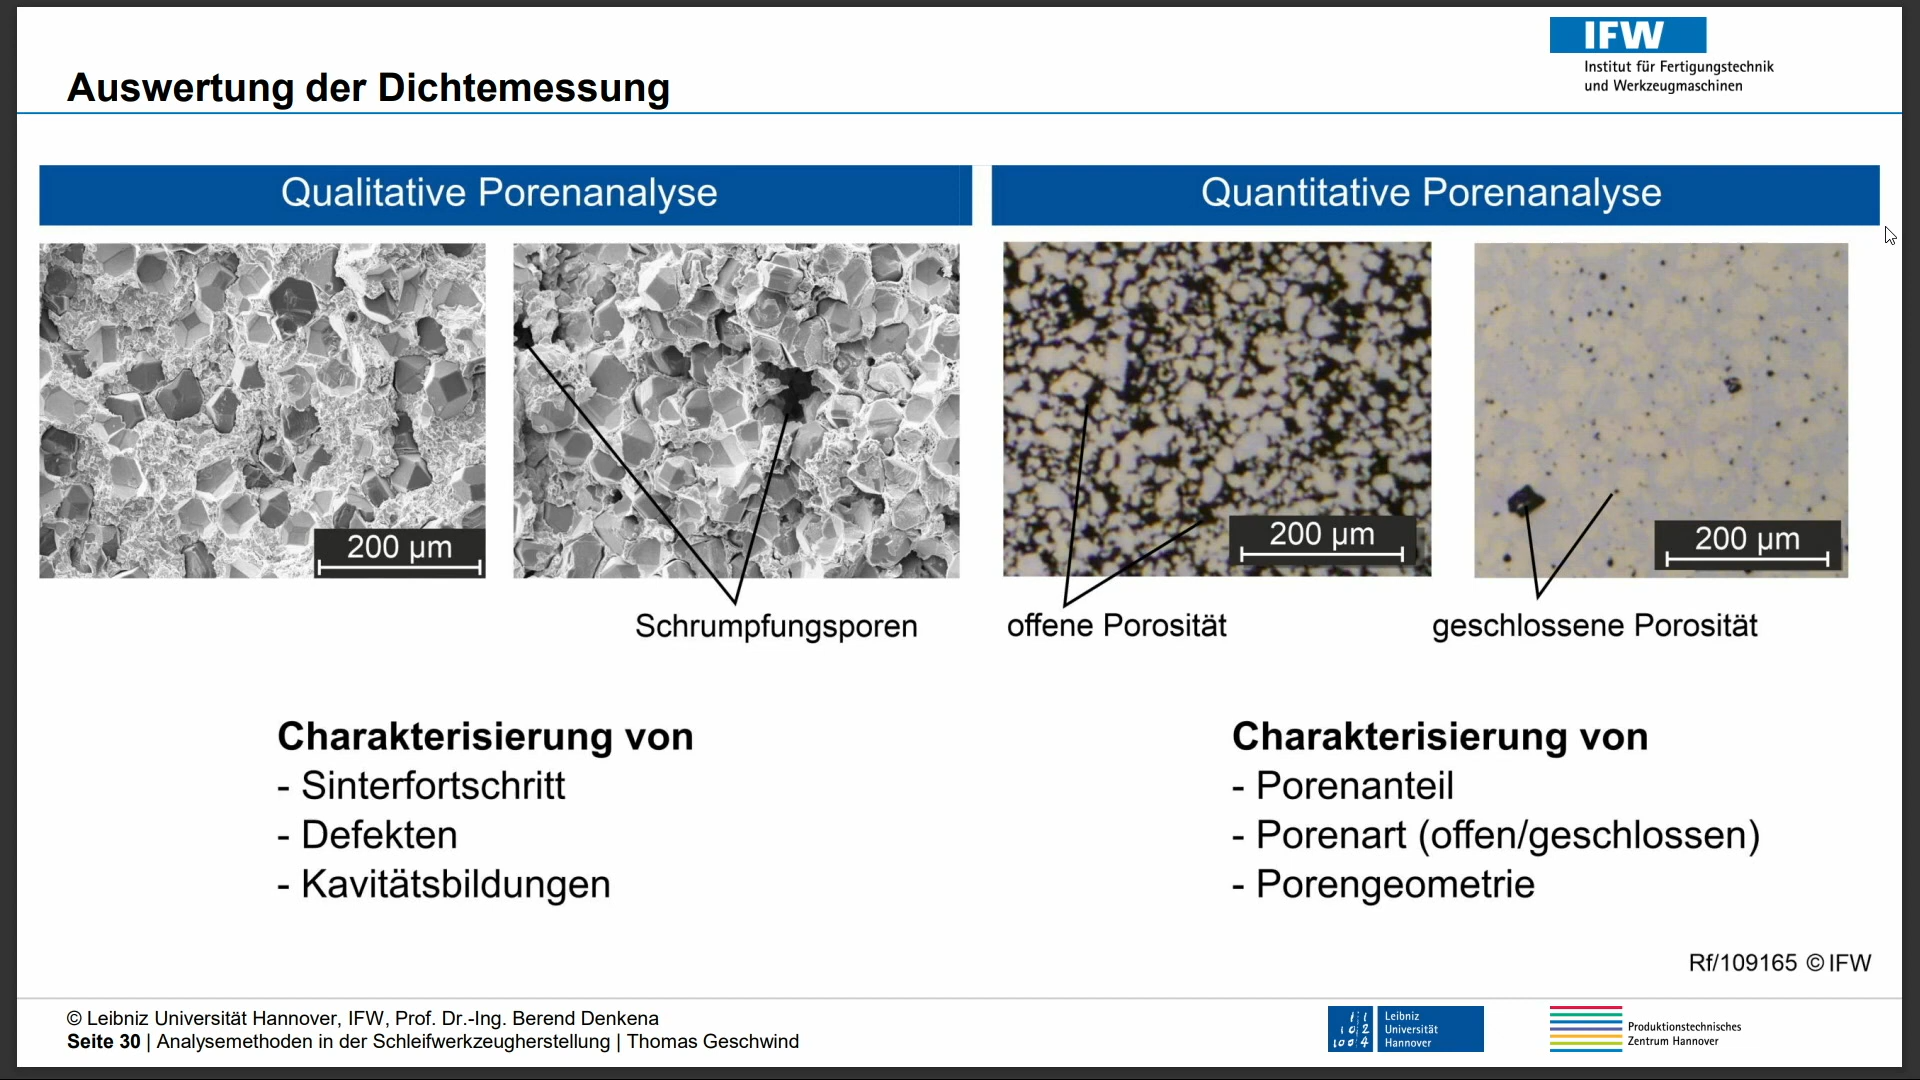 IFW
Institut für Fertigungstechnik
und Werkzeugmaschinen
Auswertung der Dichtemessung
Qualitative Porenanalyse
Quantitative Porenanalyse
200 µm
200 µm
200 µm
Schrumpfungsporen
offene Porosität
geschlossene Porosität
Charakterisierung von
- Sinterfortschritt
- Defekten
- Kavitätsbildungen
Charakterisierung von
- Porenanteil
- Porenart (offen/geschlossen)
- Porengeometrie
Rf/109165 © IFW
© Leibniz Universität Hannover, IFW, Prof. Dr.-Ing. Berend Denkena
Seite 30 | Analysemethoden in der Schleifwerkzeugherstellung | Thomas Geschwind
Leibniz
Universität
Hannover
Produktionstechnisches
Zentrum Hannover